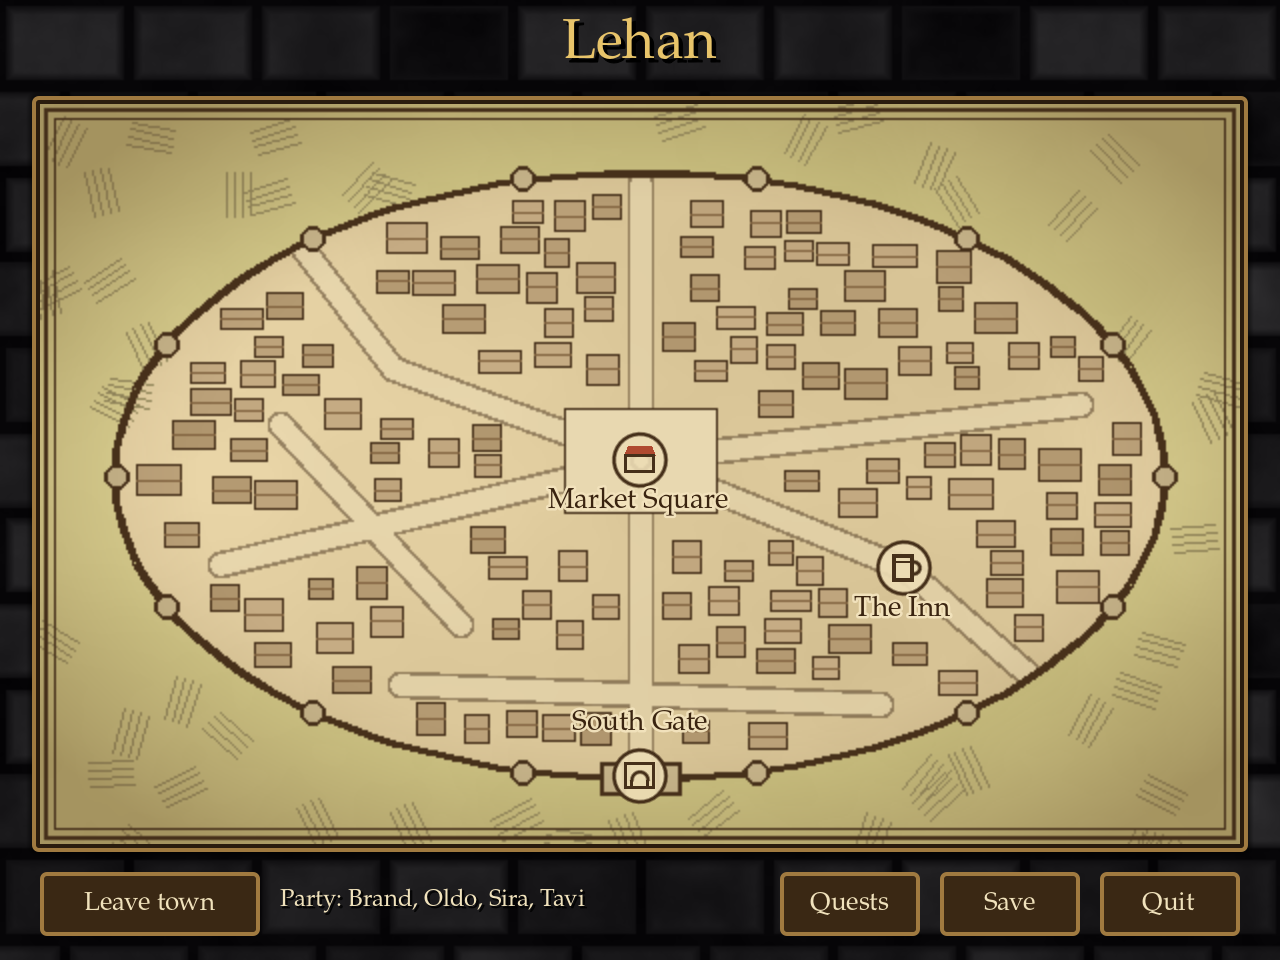 Lehan
Market Square
The Inn
South Gate
Leave town
Party: Brand, Oldo, Sira, Tavi
Quests
Save
Quit